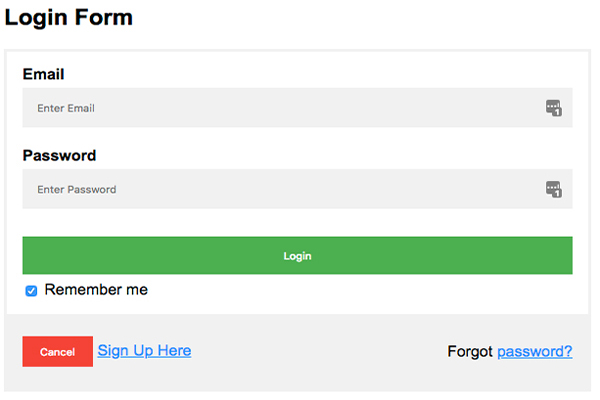 Login Form
Email
Enter Email
Password
Enter Password
Login
Remember me
Cancel Sign Up Here Forgot password?